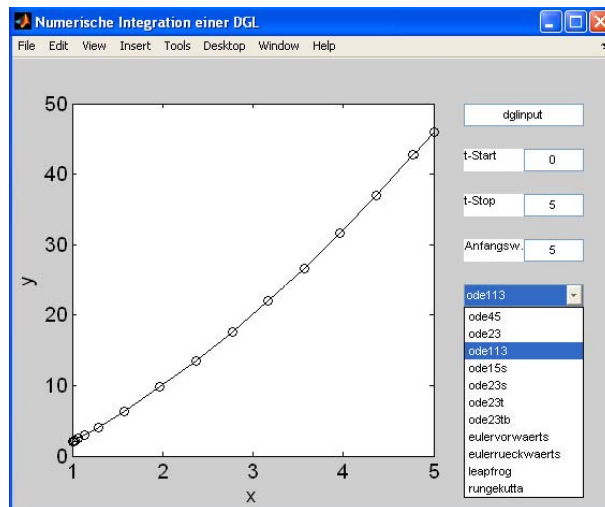 Numerische Integration einer DGL
File Edit View Insert Tools Desktop Window Help
50
40
30
20
10
0
y
1 2 3 4 5
x
dglinput
t-Start 0
t-Stop 5
Anfangsw. 5
ode113
ode45
ode23
ode113
ode15s
ode23s
ode23t
ode23tb
eulervorwaerts
eulerrueckwaerts
leapfrog
rungekutta